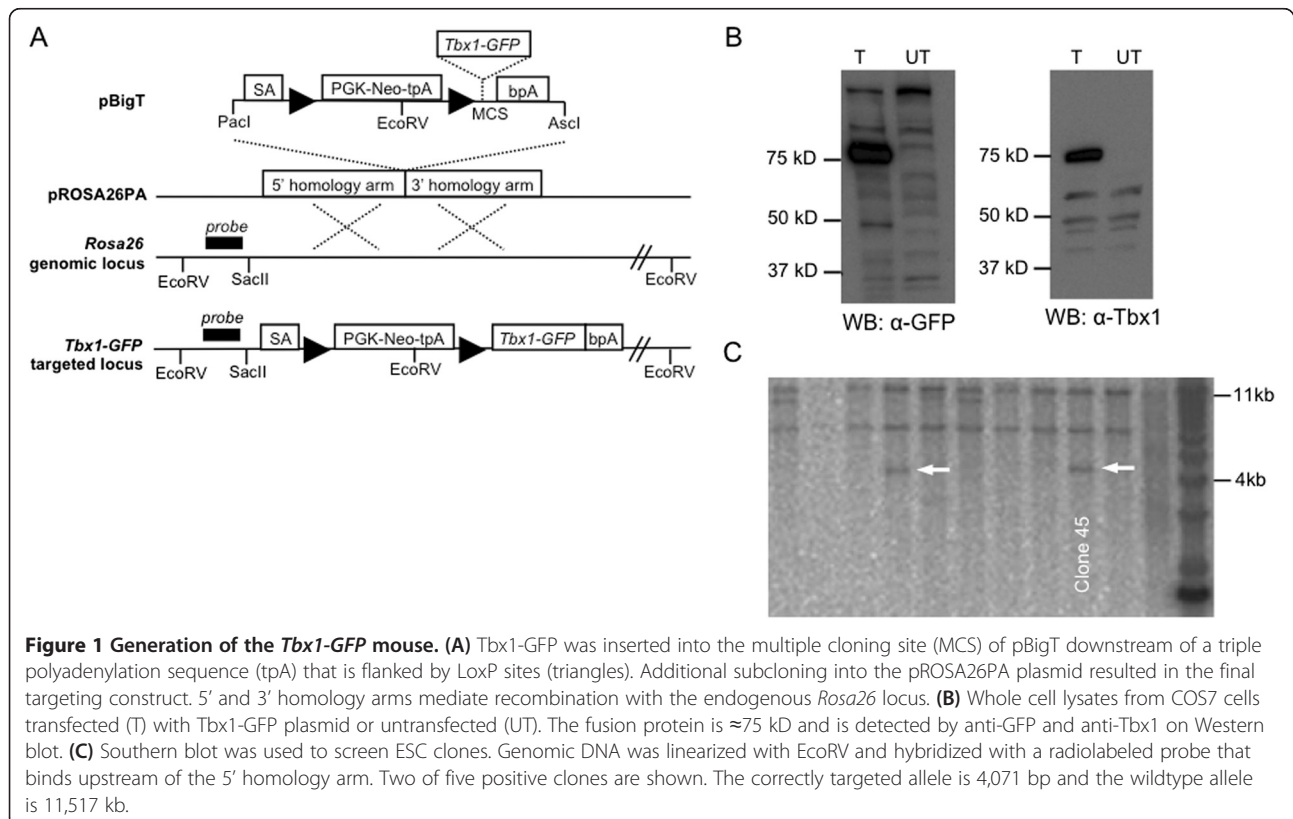 A
Tbx1-GFP
SA
PGK-Neo-tpA
bpA
pBigT
PacI
EcoRV
MCS
AscI
5' homology arm
3' homology arm
pROSA26PA
Rosa26
genomic locus
probe
EcoRV
SacII
EcoRV
probe
SA
PGK-Neo-tpA
Tbx1-GFP
bpA
Tbx1-GFP
targeted locus
EcoRV
SacII
EcoRV
EcoRV
B
T
UT
75 kD
50 kD
37 kD
WB: α-GFP
T
UT
75 kD
50 kD
37 kD
WB: α-Tbx1
C
11kb
4kb
Clone 45
Figure 1 Generation of the Tbx1-GFP mouse. (A) Tbx1-GFP was inserted into the multiple cloning site (MCS) of pBigT downstream of a triple
polyadenylation sequence (tpA) that is flanked by LoxP sites (triangles). Additional subcloning into the pROSA26PA plasmid resulted in the final
targeting construct. 5′ and 3′ homology arms mediate recombination with the endogenous Rosa26 locus. (B) Whole cell lysates from COS7 cells
transfected (T) with Tbx1-GFP plasmid or untransfected (UT). The fusion protein is ≈75 kD and is detected by anti-GFP and anti-Tbx1 on Western
blot. (C) Southern blot was used to screen ESC clones. Genomic DNA was linearized with EcoRV and hybridized with a radiolabeled probe that
binds upstream of the 5′ homology arm. Two of five positive clones are shown. The correctly targeted allele is 4,071 bp and the wildtype allele
is 11,517 kb.